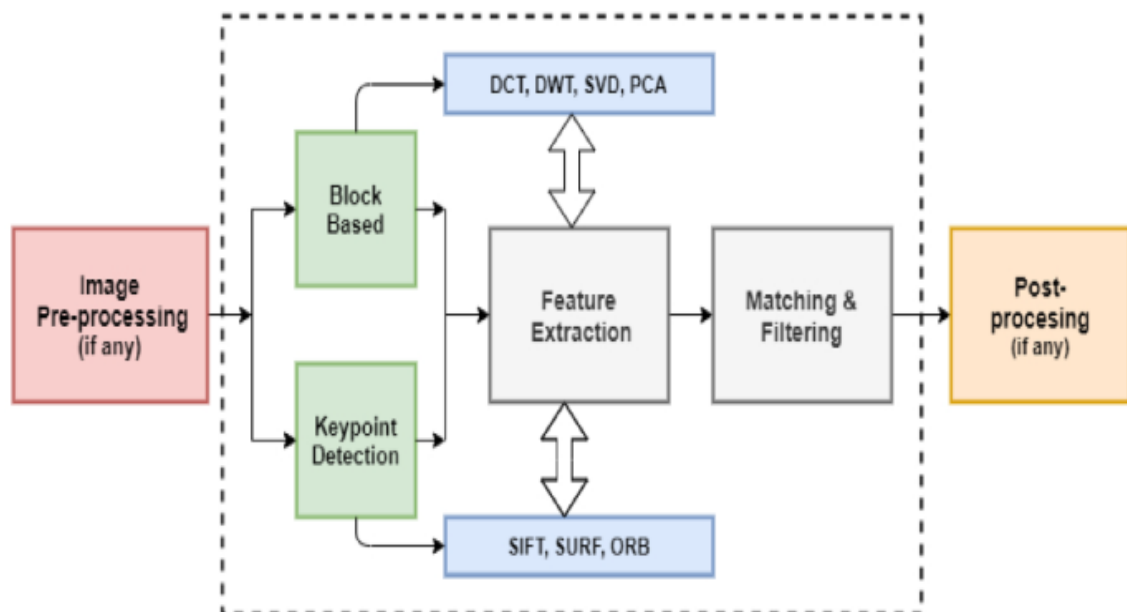 DCT, DWT, SVD, PCA
Block
Based
Image
Pre-processing
(if any)
Feature
Extraction
Matching &
Filtering
Post-
procesing
(if any)
Keypoint
Detection
SIFT, SURF, ORB